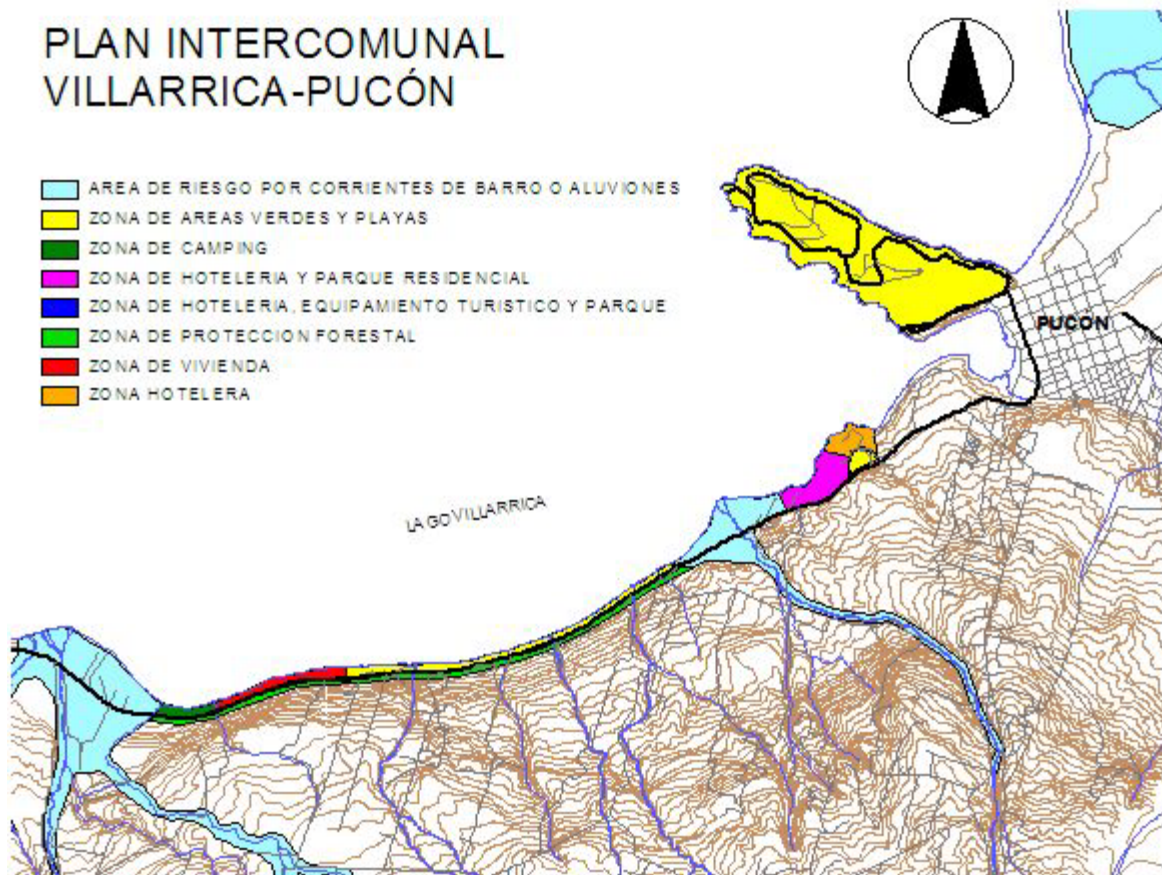 PLAN INTERCOMUNAL
VILLARRICA-PUCÓN
AREA DE RIESGO POR CORRIENTES DE BARRO O ALUVIONES
ZONA DE AREAS VERDES Y PLAYAS
ZONA DE CAMPING
ZONA DE HOTELERIA Y PARQUE RESIDENCIAL
ZONA DE HOTELERIA, EQUIPAMIENTO TURISTICO Y PARQUE
ZONA DE PROTECCION FORESTAL
ZONA DE VIVIENDA
ZONA HOTELERA
PUCON
LAGO VILLARRICA